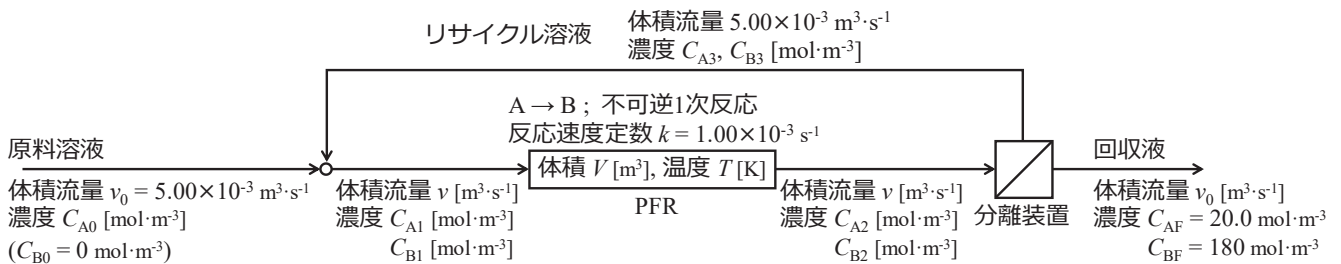 リサイクル溶液
体積流量 5.00×10⁻³ m³·s⁻¹
濃度 C_A3, C_B3 [mol·m⁻³]
A → B ; 不可逆1次反応
反応速度定数 k = 1.00×10⁻³ s⁻¹
原料溶液
体積流量 v₀ = 5.00×10⁻³ m³·s⁻¹
濃度 C_A0 [mol·m⁻³]
(C_B0 = 0 mol·m⁻³)
体積流量 v [m³·s⁻¹]
濃度 C_A1 [mol·m⁻³]
C_B1 [mol·m⁻³]
体積 V [m³], 温度 T [K]
PFR
体積流量 v [m³·s⁻¹]
濃度 C_A2 [mol·m⁻³]
C_B2 [mol·m⁻³]
分離装置
回収液
体積流量 v₀ [m³·s⁻¹]
濃度 C_AF = 20.0 mol·m⁻³
C_BF = 180 mol·m⁻³